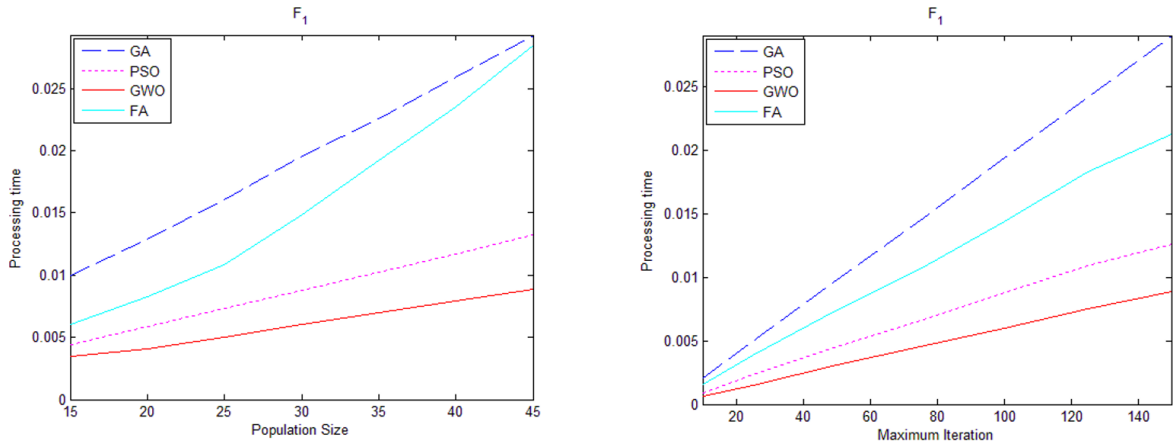 F1
GA
PSO
GWO
FA
0.025
0.02
0.015
0.01
0.005
0
Processing time
15 20 25 30 35 40 45
Population Size
F1
GA
PSO
GWO
FA
0.025
0.02
0.015
0.01
0.005
0
Processing time
20 40 60 80 100 120 140
Maximum Iteration